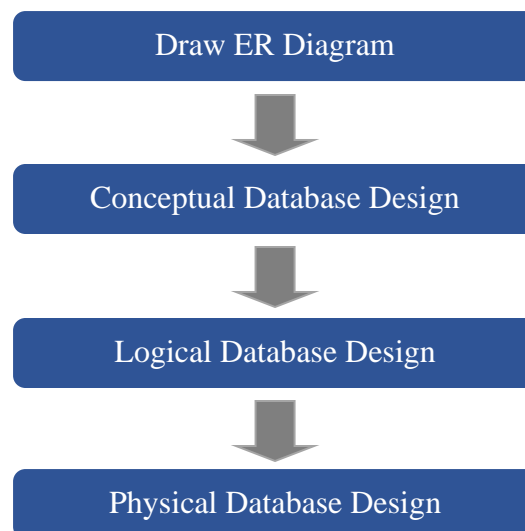 Draw ER Diagram
Conceptual Database Design
Logical Database Design
Physical Database Design